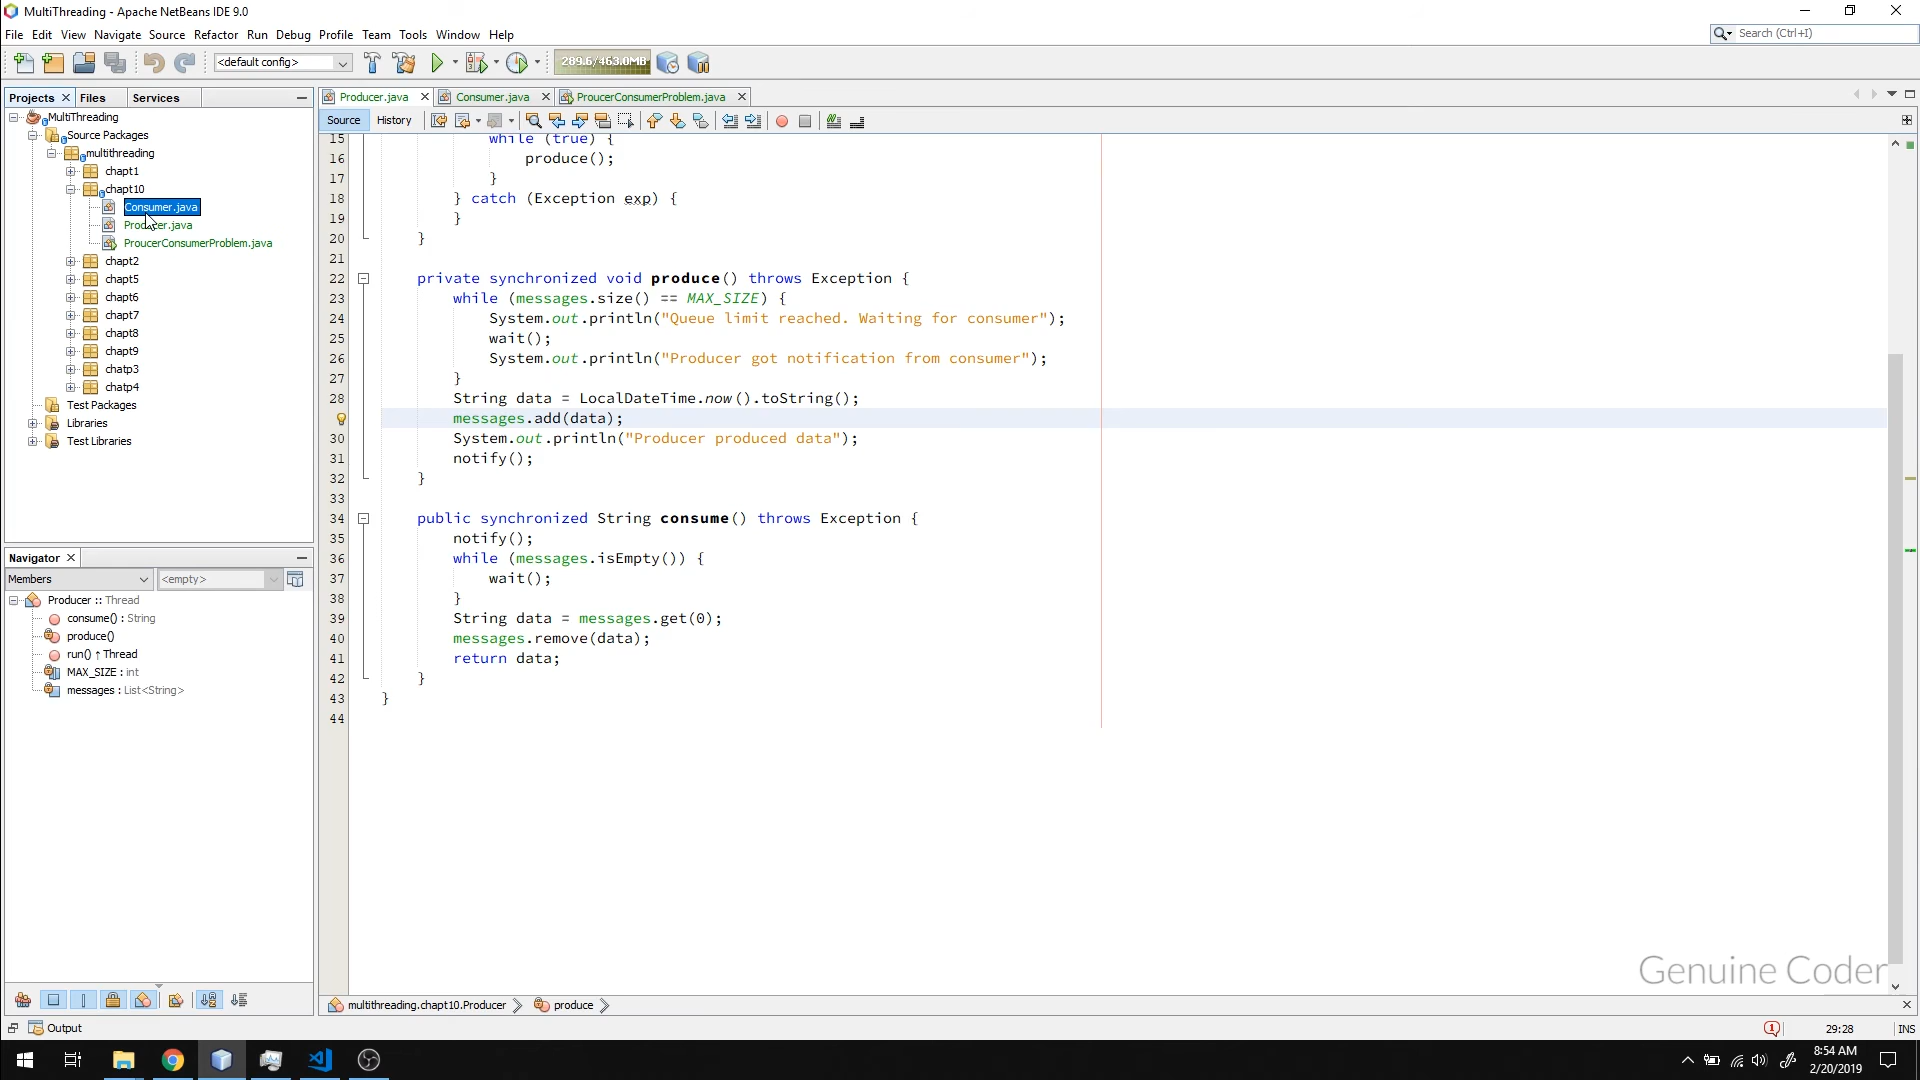 MultiThreading - Apache NetBeans IDE 9.0
File Edit View Navigate Source Refactor Run Debug Profile Team Tools Window Help
Search (Ctrl+I)
<default config>
289.6/463.0MB
Projects Files Services
Producer.java Consumer.java ProucerConsumerProblem.java
Source History
MultiThreading
Source Packages
multithreading
chapt1
chapt10
Consumer.java
Producer.java
ProucerConsumerProblem.java
chapt2
chapt5
chapt6
chapt7
chapt8
chapt9
chatp3
chatp4
Test Packages
Libraries
Test Libraries
15 while (true) {
16 produce();
17 }
18 } catch (Exception exp) {
19 }
20 }
21
22 private synchronized void produce() throws Exception {
23 while (messages.size() == MAX_SIZE) {
24 System.out.println("Queue limit reached. Waiting for consumer");
25 wait();
26 System.out.println("Producer got notification from consumer");
27 }
28 String data = LocalDateTime.now().toString();
messages.add(data);
30 System.out.println("Producer produced data");
31 notify();
32 }
33
34 public synchronized String consume() throws Exception {
35 notify();
36 while (messages.isEmpty()) {
37 wait();
38 }
39 String data = messages.get(0);
40 messages.remove(data);
41 return data;
42 }
43 }
44
Navigator
Members <empty>
Producer :: Thread
consume() : String
produce()
run() ↑ Thread
MAX_SIZE : int
messages : List<String>
Genuine Coder
multithreading.chapt10.Producer produce
Output
1 29:28 INS
8:54 AM
2/20/2019